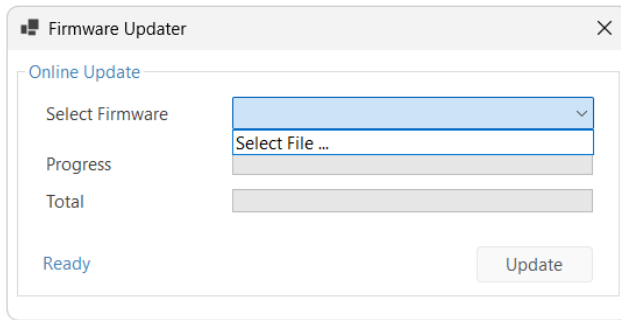 Firmware Updater
Online Update
Select Firmware
Select File ...
Progress
Total
Ready
Update